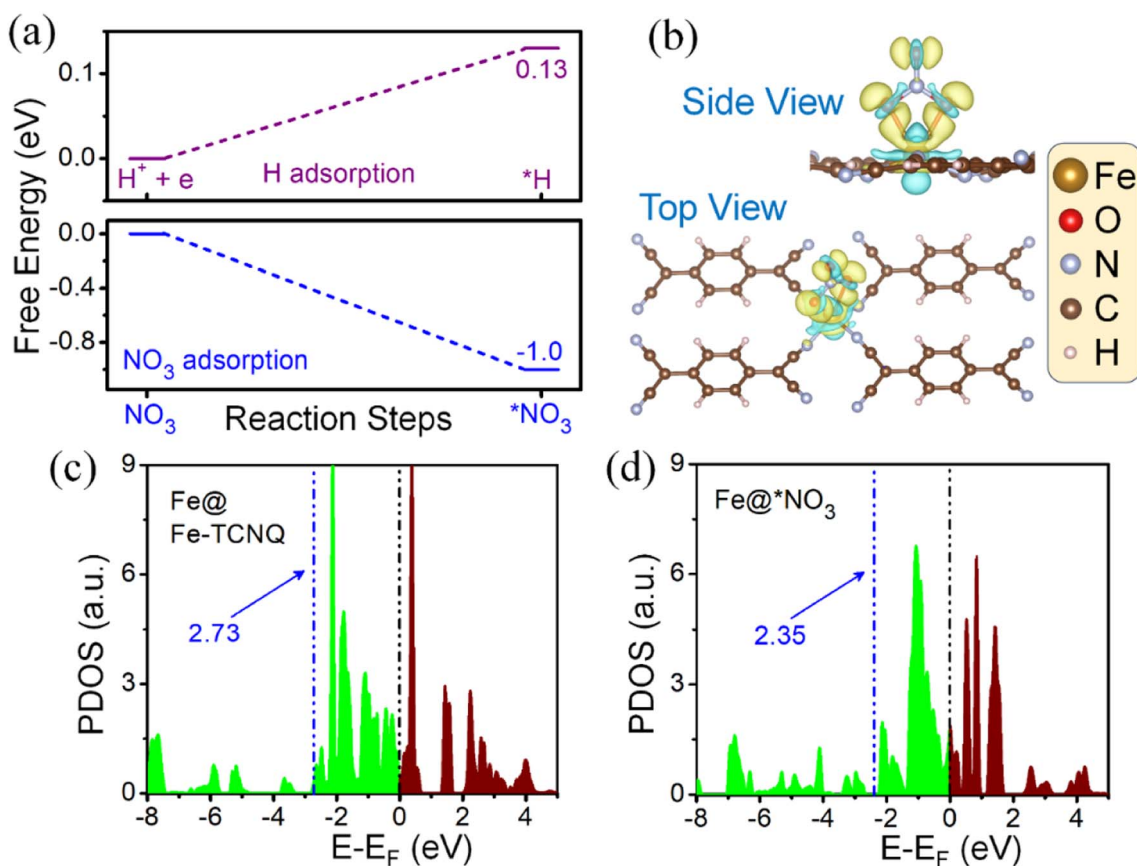 (a)
Free Energy (eV)
0.1
0.0
0.13
H⁺ + e
H adsorption
*H
0.0
-0.4
-0.8
NO₃ adsorption
-1.0
NO₃
Reaction Steps
*NO₃
(b)
Side View
Top View
Fe
O
N
C
H
(c)
PDOS (a.u.)
9
6
3
0
Fe@
Fe-TCNQ
2.73
-8 -6 -4 -2 0 2 4
E-E_F (eV)
(d)
PDOS (a.u.)
9
6
3
0
Fe@*NO₃
2.35
-8 -6 -4 -2 0 2 4
E-E_F (eV)